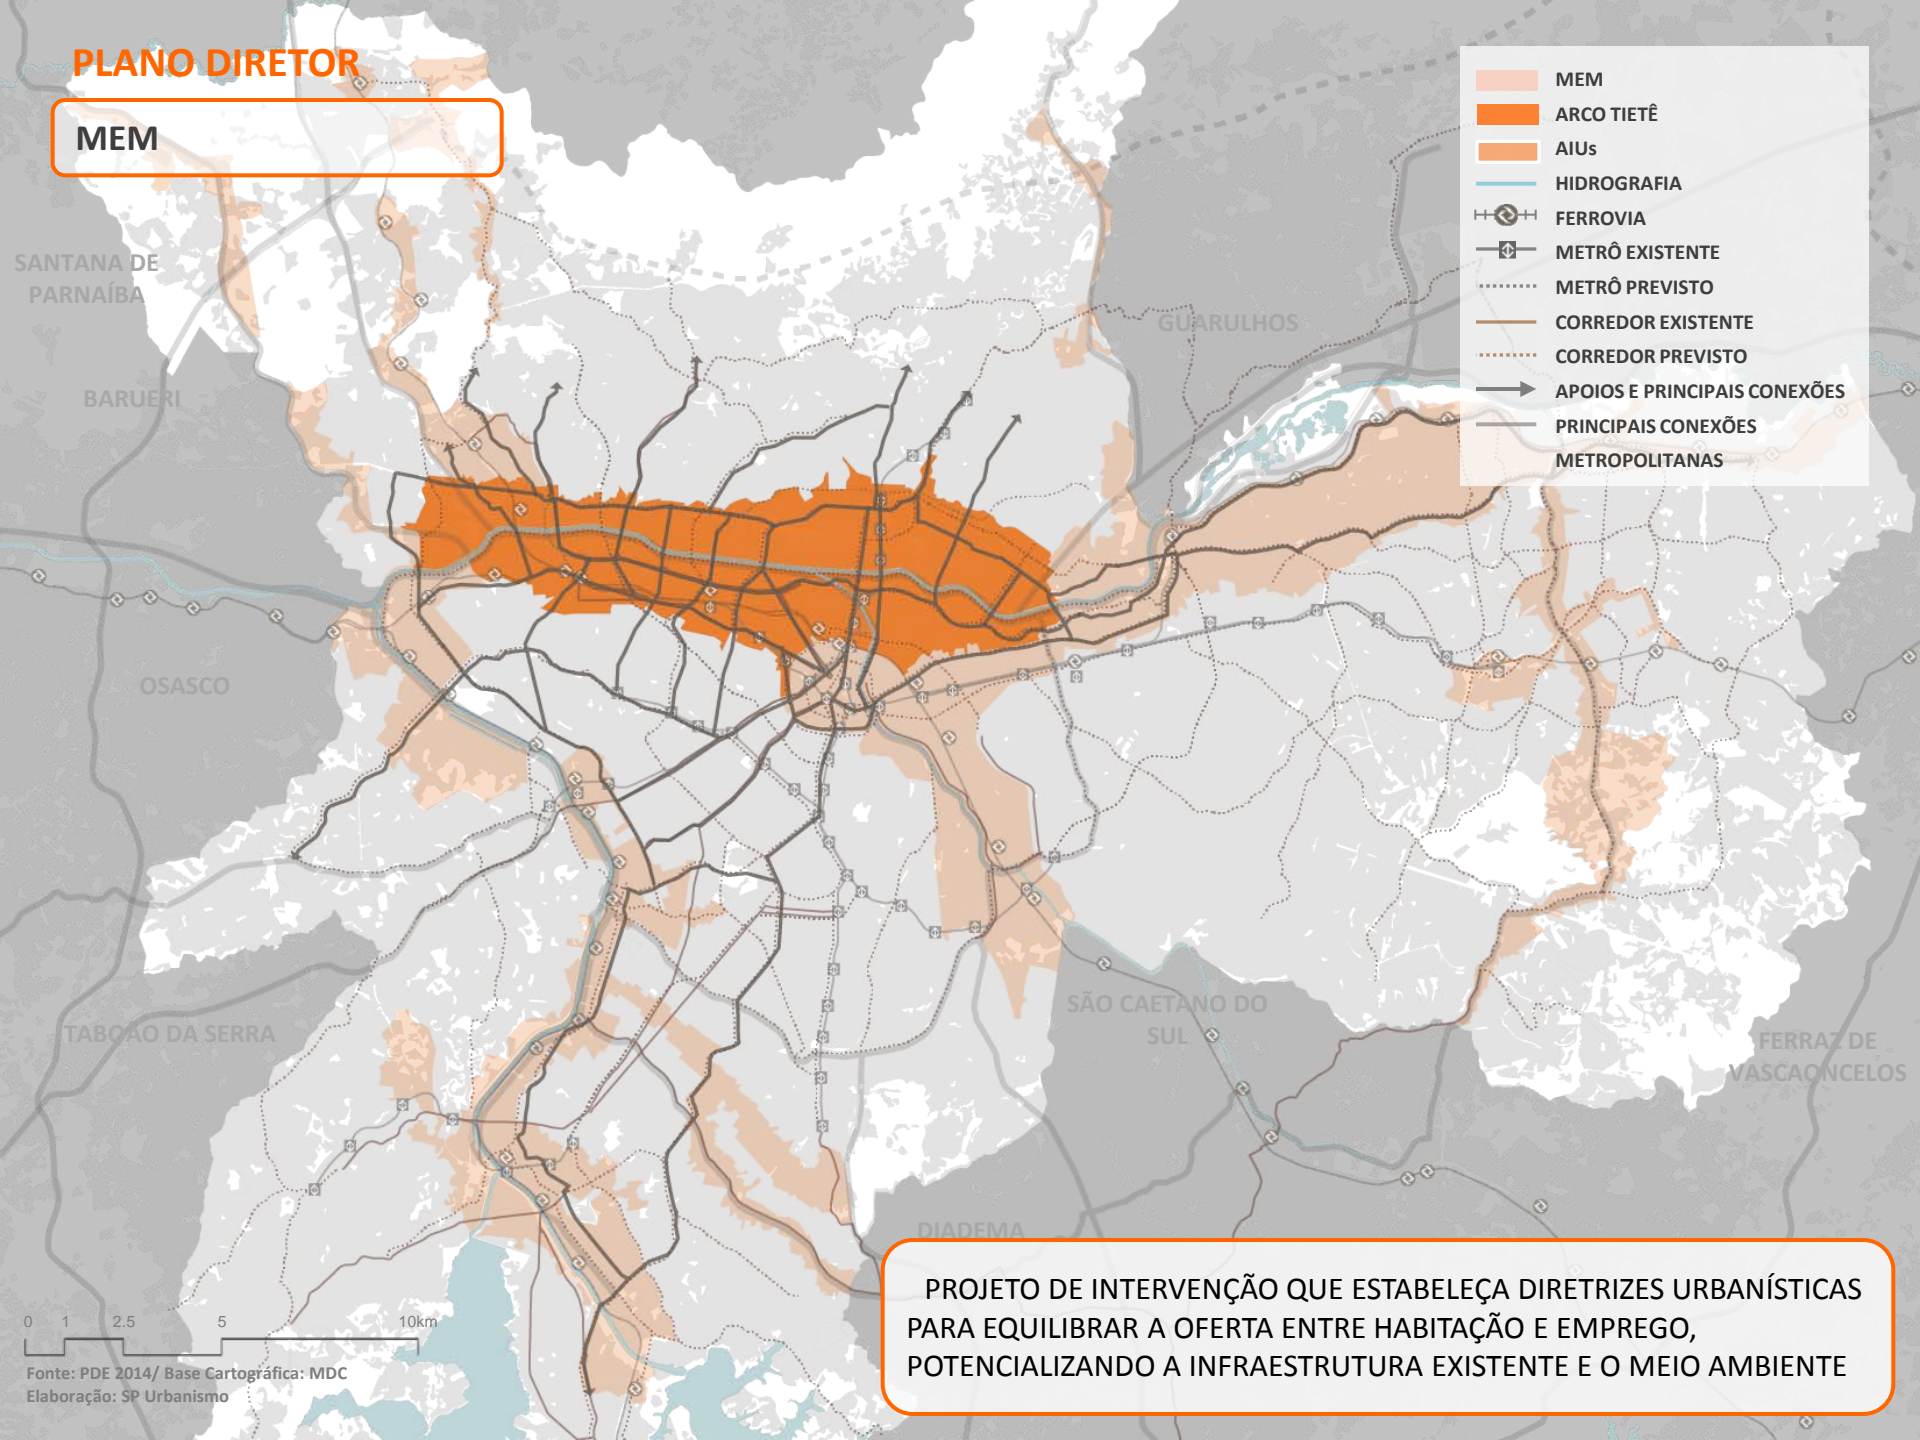 PLANO DIRETOR
MEM
MEM
ARCO TIETÊ
AIUs
HIDROGRAFIA
FERROVIA
METRÔ EXISTENTE
METRÔ PREVISTO
CORREDOR EXISTENTE
CORREDOR PREVISTO
APOIOS E PRINCIPAIS CONEXÕES
PRINCIPAIS CONEXÕES
METROPOLITANAS
SANTANA DE
PARNAÍBA
GUARULHOS
BARUERI
OSASCO
TABOÃO DA SERRA
SÃO CAETANO DO
SUL
FERRAZ DE
VASCAONCELOS
DIADEMA
PROJETO DE INTERVENÇÃO QUE ESTABELEÇA DIRETRIZES URBANÍSTICAS
PARA EQUILIBRAR A OFERTA ENTRE HABITAÇÃO E EMPREGO,
POTENCIALIZANDO A INFRAESTRUTURA EXISTENTE E O MEIO AMBIENTE
0 1 2.5 5 10km
Fonte: PDE 2014/ Base Cartográfica: MDC
Elaboração: SP Urbanismo